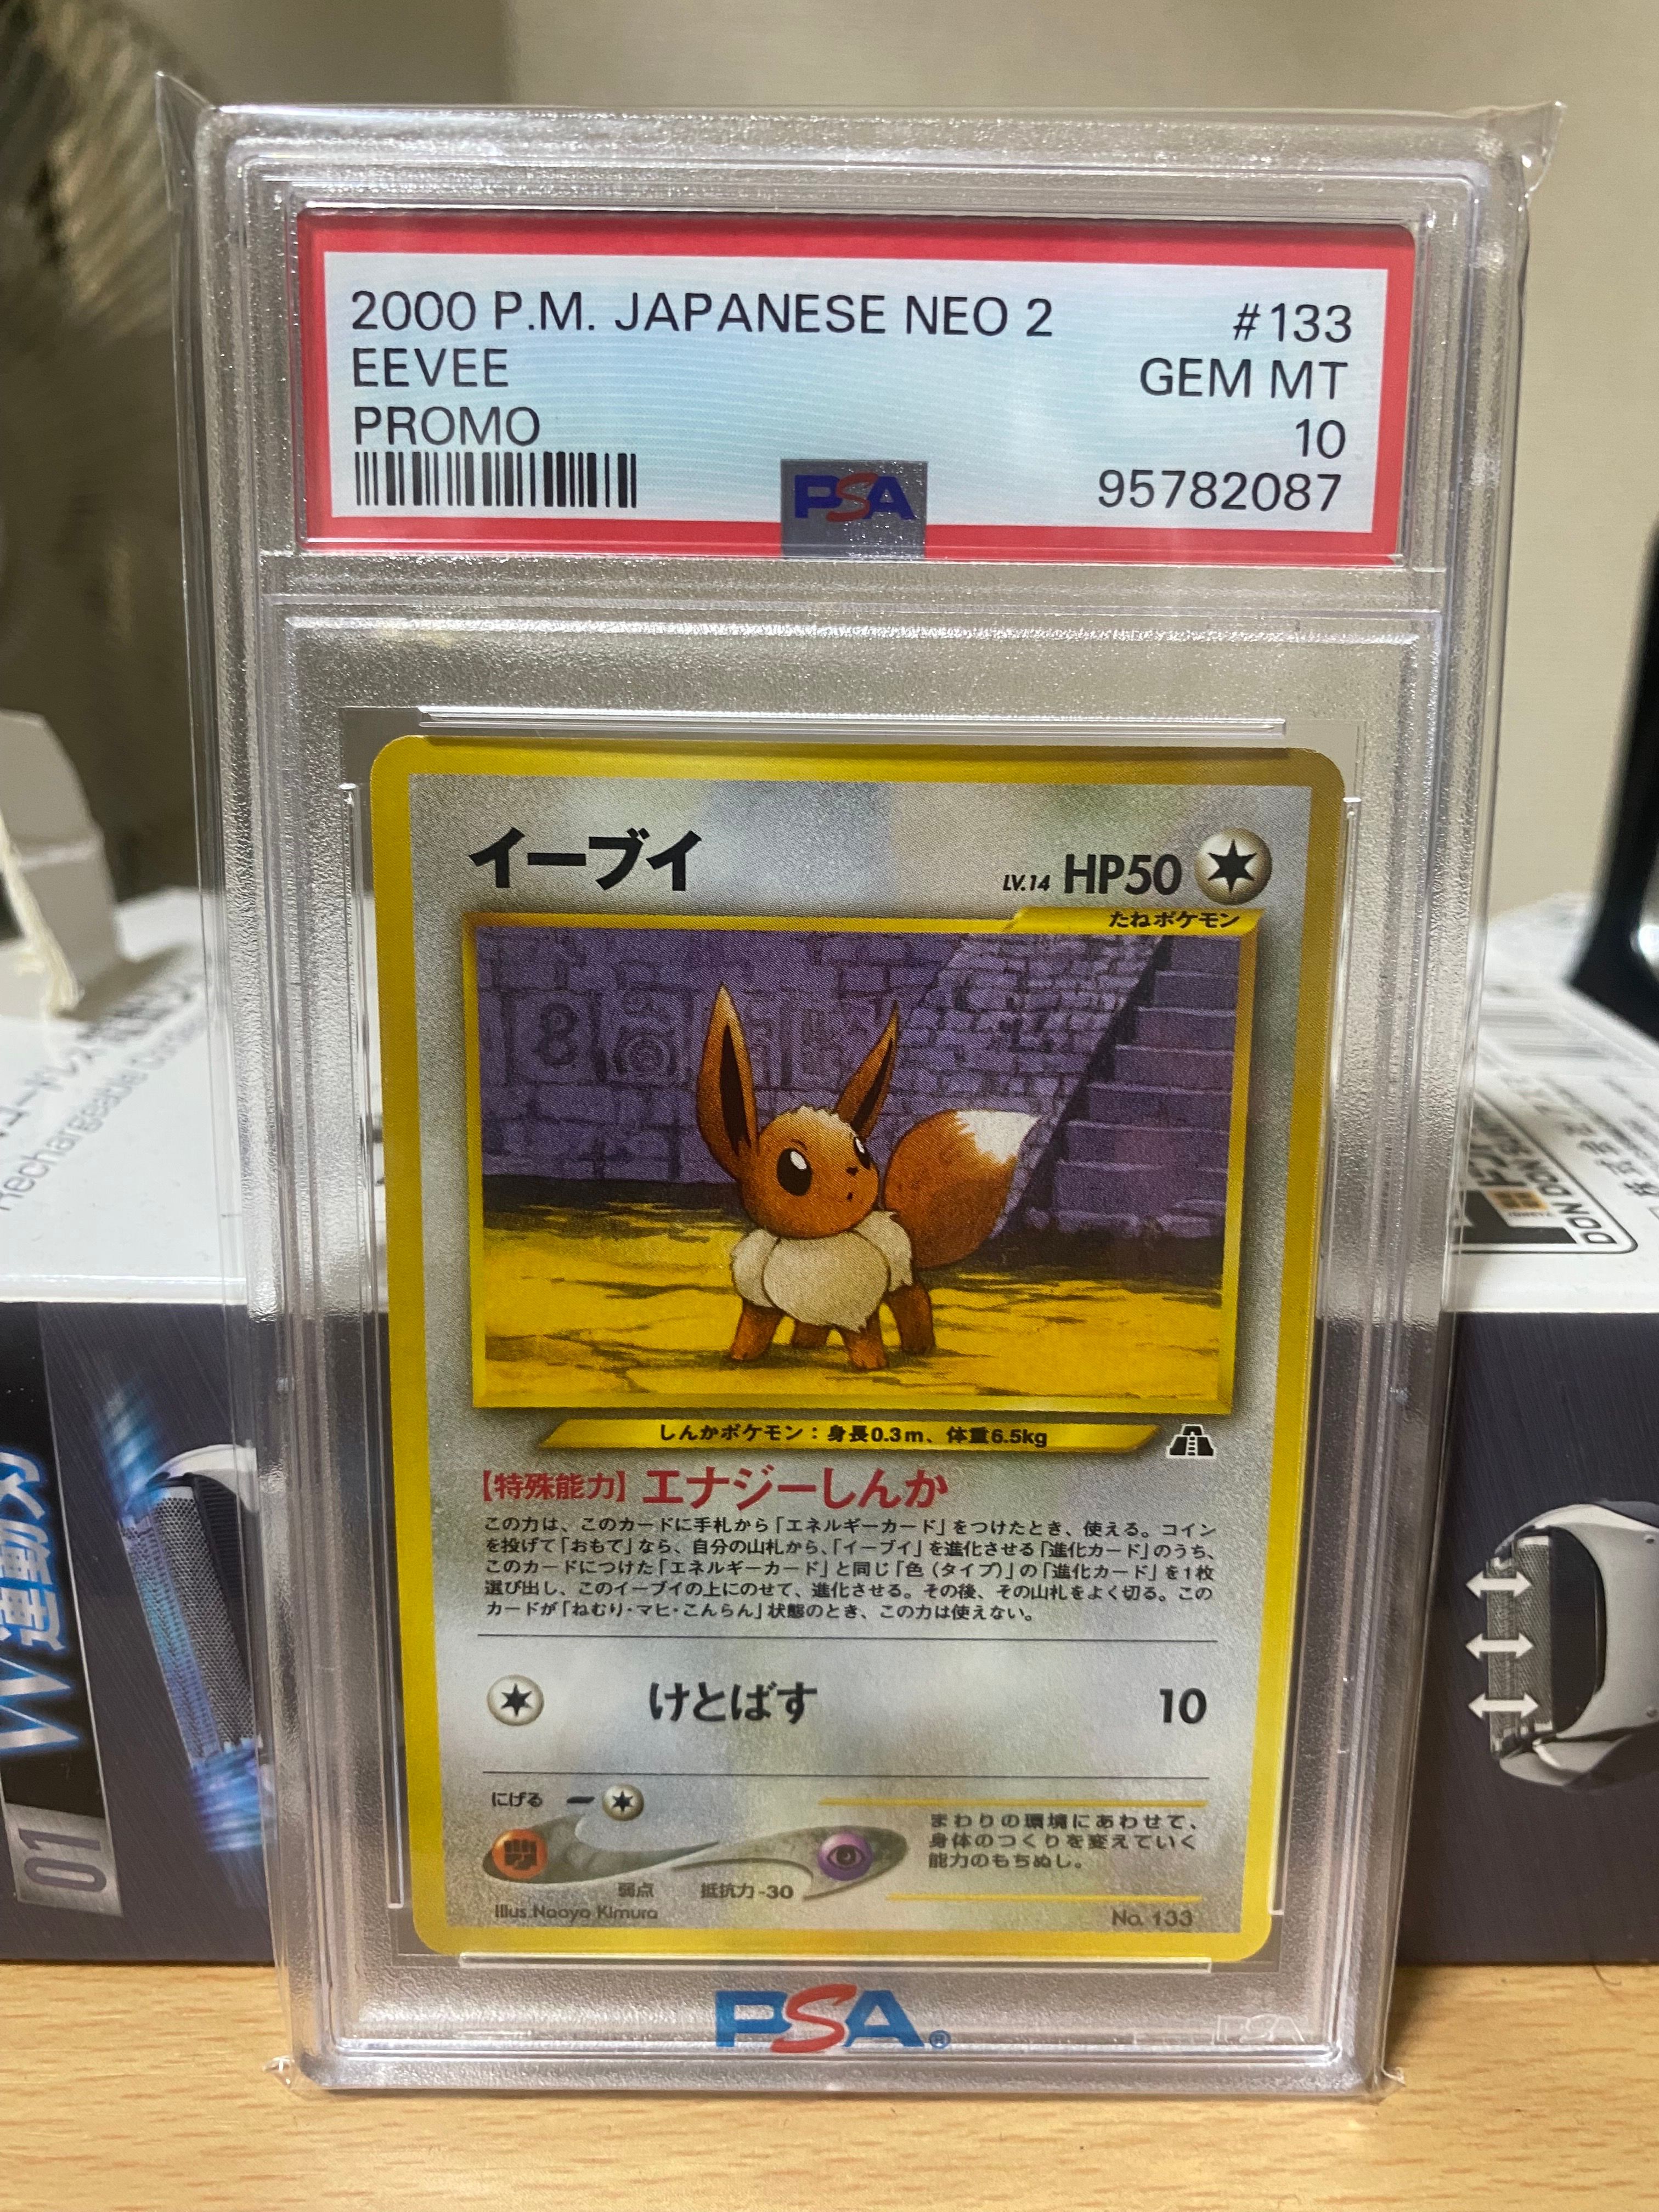 2000 P.M. JAPANESE NEO 2 #133
EEVEE GEM MT
PROMO 10
PSA 95782087
イーブイ LV.14 HP50
たねポケモン
しんかポケモン：身長0.3m、体重6.5kg
【特殊能力】エナジーしんか
この力は、このカードに手札から「エネルギーカード」をつけたとき、使える。コイン
を投げて「おもて」なら、自分の山札から、「イーブイ」を進化させる「進化カード」のうち、
このカードにつけた「エネルギーカード」と同じ「色（タイプ）」の「進化カード」を1枚
選び出し、このイーブイの上にのせて、進化させる。その後、その山札をよく切る。この
カードが「ねむり・マヒ・こんらん」状態のとき、この力は使えない。
けとばす 10
にげる
弱点 抵抗力-30
まわりの環境にあわせて、
身体のつくりを変えていく
能力のもちぬし。
Illus.Naoyo Kimura No. 133
PSA®
PSA
Rechargeable
コードレス
W運動
01
DON DON